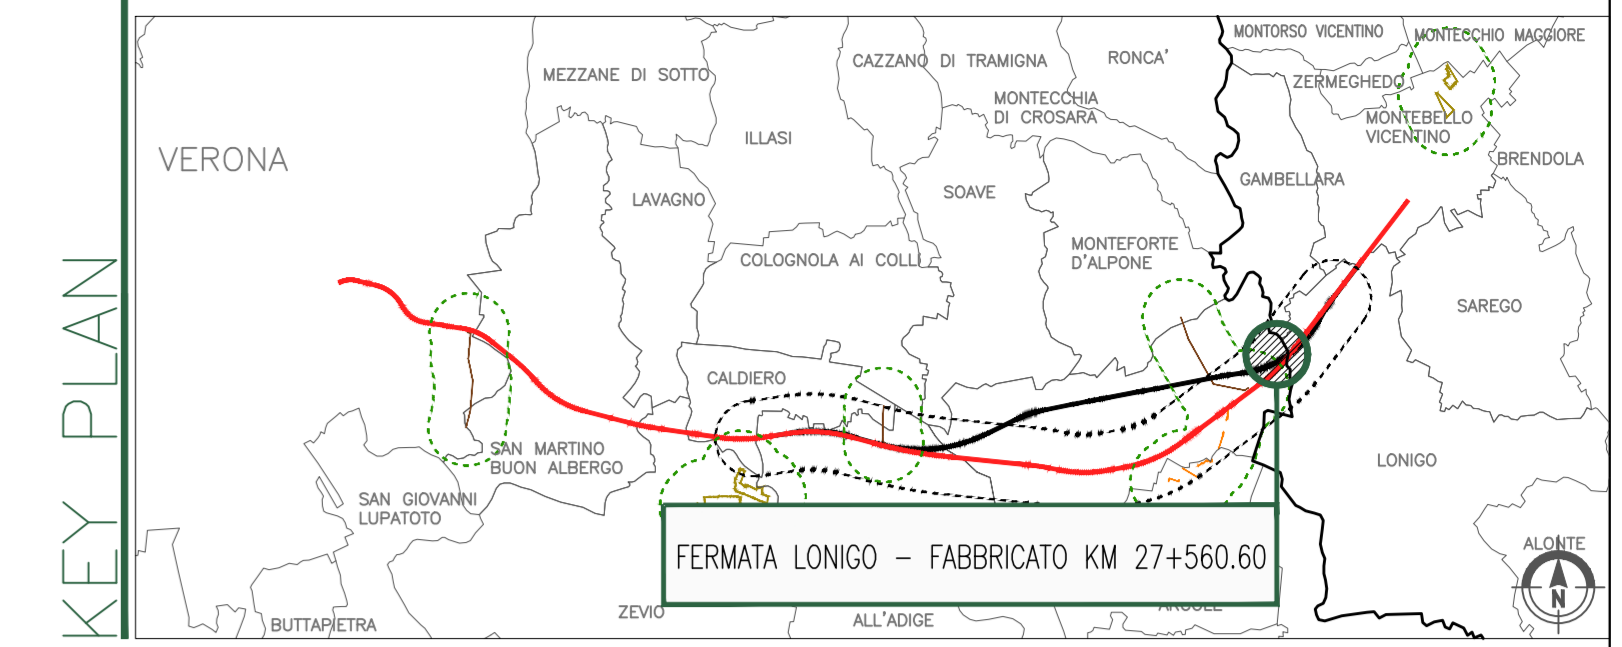 KEY PLAN
MONTORSO VICENTINO
MONTECCHIO MAGGIORE
MEZZANE DI SOTTO
CAZZANO DI TRAMIGNA
RONCA'
ZERMEGHEDO
MONTECCHIA
DI CROSARA
MONTEBELLO
VICENTINO
ILLASI
VERONA
BRENDOLA
GAMBELLARA
LAVAGNO
SOAVE
MONTEFORTE
D'ALPONE
COLOGNOLA AI COLLI
SAREGO
CALDIERO
SAN MARTINO
BUON ALBERGO
LONIGO
SAN GIOVANNI
LUPATOTO
FERMATA LONIGO – FABBRICATO KM 27+560.60
ALONTE
N
ZEVIO
ALL'ADIGE
ARCOLE
BUTTAPIETRA